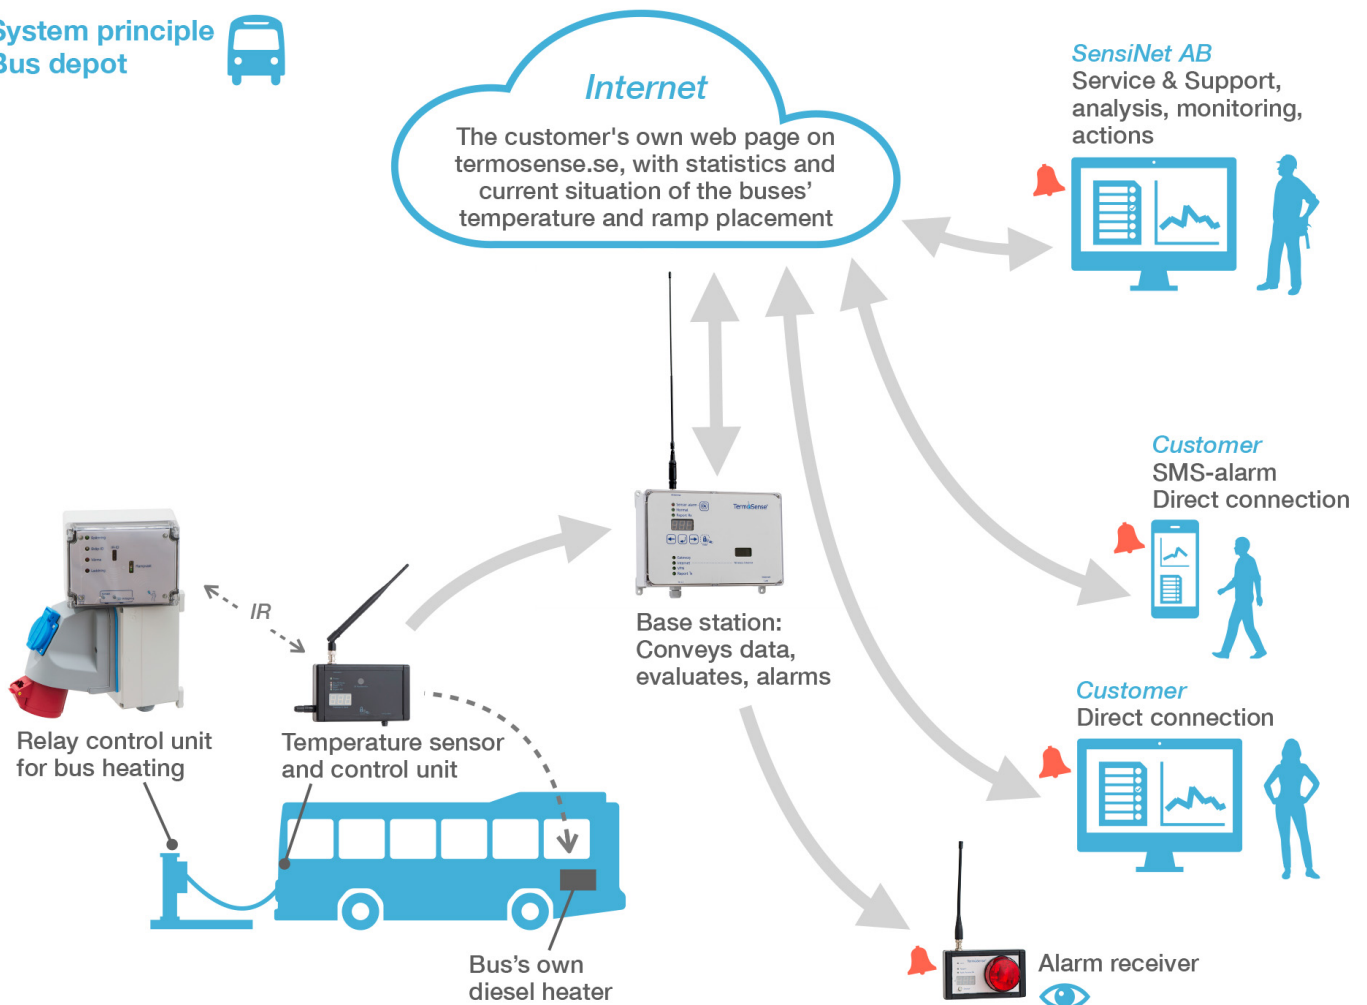 System principle
Bus depot
Internet
The customer's own web page on
termosense.se, with statistics and
current situation of the buses’
temperature and ramp placement
SensiNet AB
Service & Support,
analysis, monitoring,
actions
Customer
SMS-alarm
Direct connection
TermoSense
IR
Base station:
Conveys data,
evaluates, alarms
Customer
Direct connection
Relay control unit
for bus heating
Temperature sensor
and control unit
Alarm receiver
Bus’s own
diesel heater